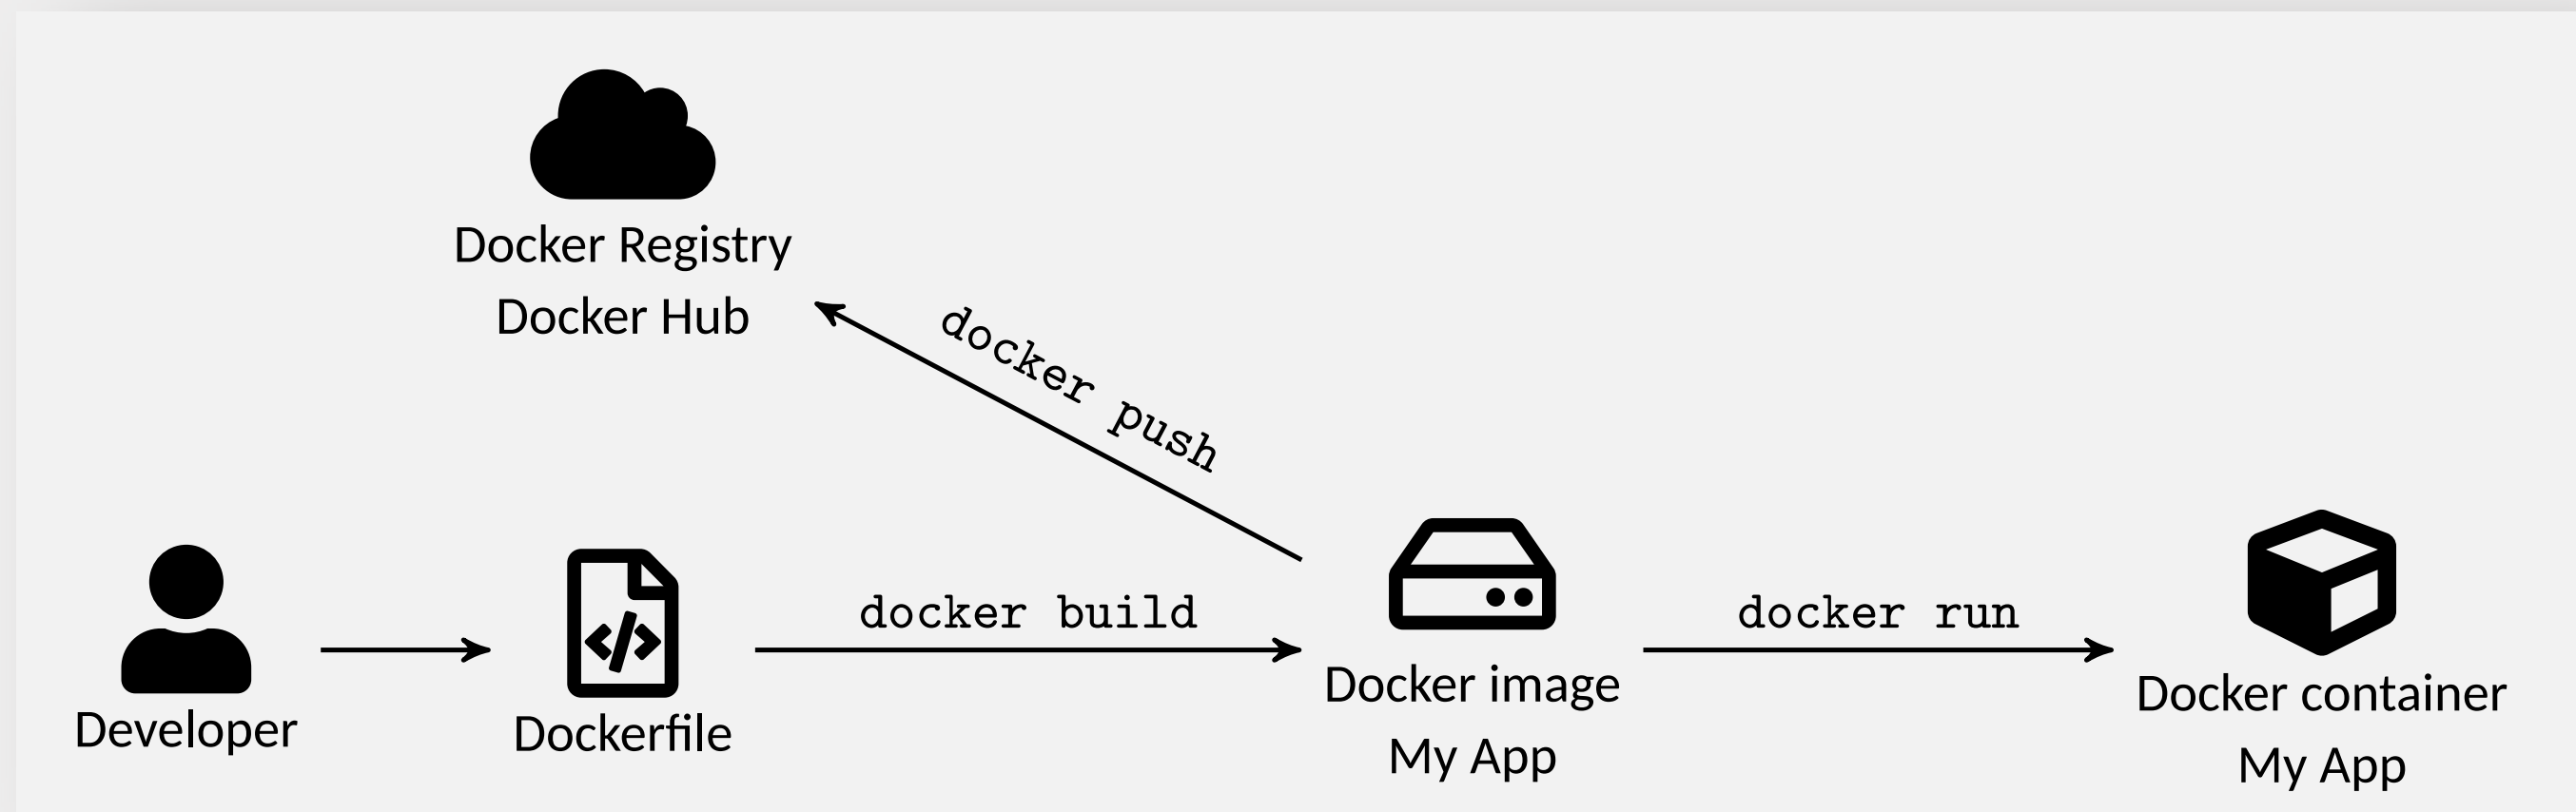 Docker Registry
Docker Hub
docker push
docker build
docker run
Developer
Dockerfile
Docker image
My App
Docker container
My App